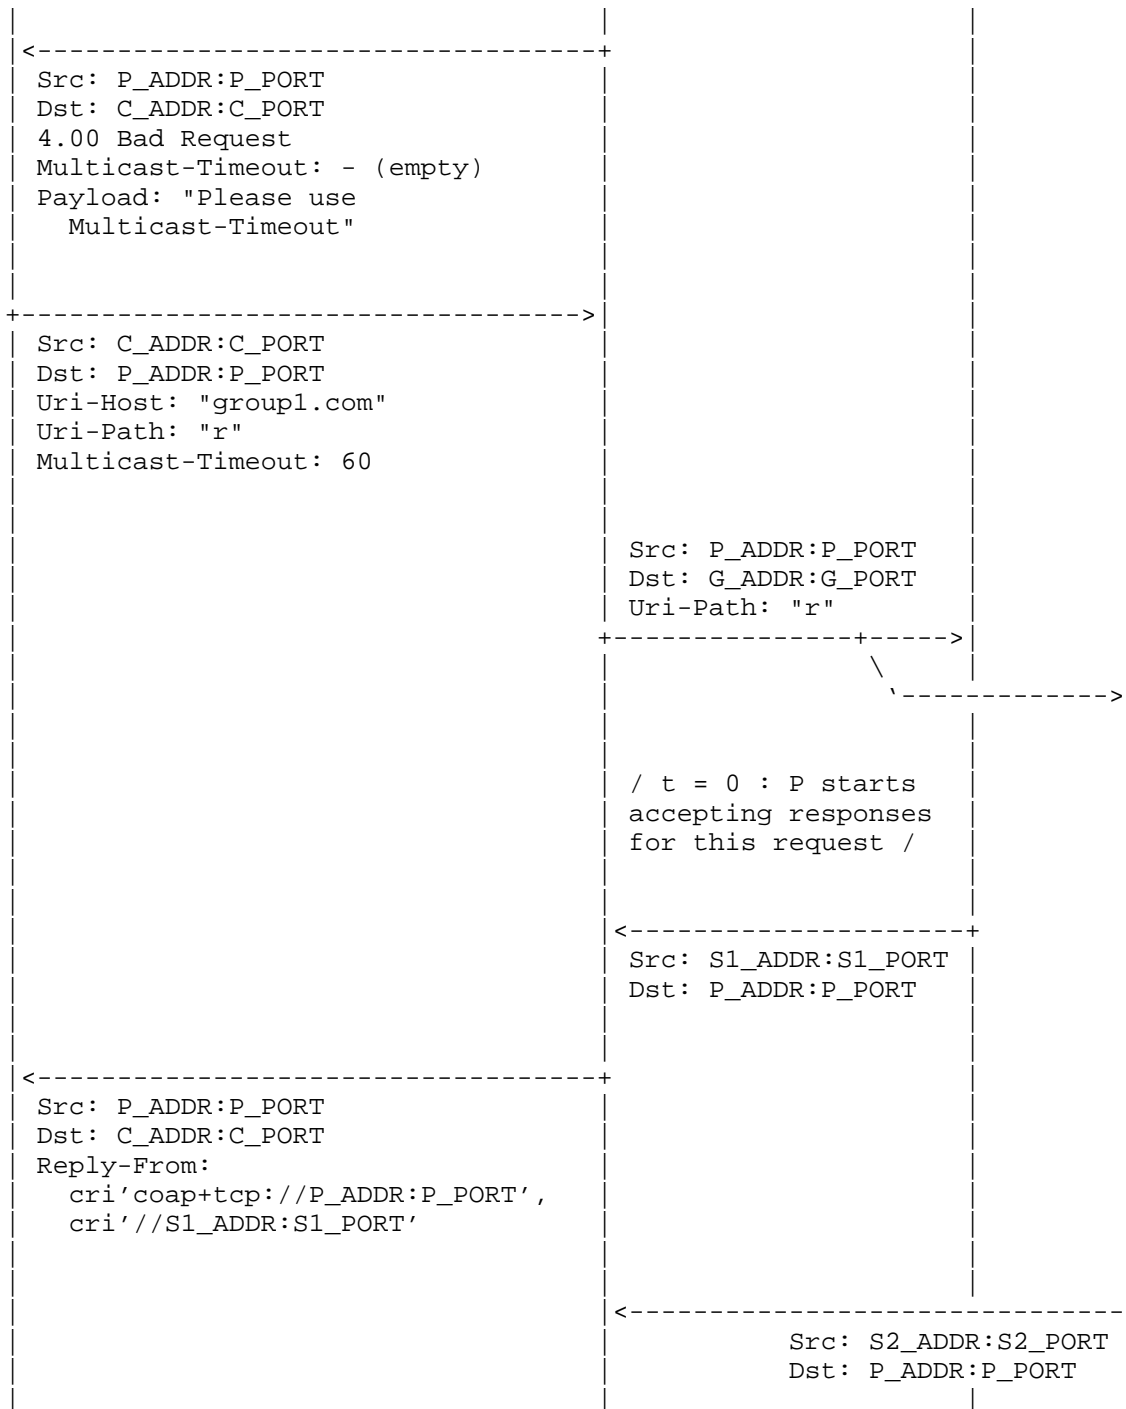 Src: P_ADDR:P_PORT
Dst: C_ADDR:C_PORT
4.00 Bad Request
Multicast-Timeout: - (empty)
Payload: "Please use
Multicast-Timeout"
Src: C_ADDR:C_PORT
Dst: P_ADDR:P_PORT
Uri-Host: "group1.com"
Uri-Path: "r"
Multicast-Timeout: 60
Src: P_ADDR:P_PORT
Dst: G_ADDR:G_PORT
Uri-Path: "r"
/ t = 0 : P starts
accepting responses
for this request /
Src: S1_ADDR:S1_PORT
Dst: P_ADDR:P_PORT
Src: P_ADDR:P_PORT
Dst: C_ADDR:C_PORT
Reply-From:
cri'coap+tcp://P_ADDR:P_PORT',
cri'//S1_ADDR:S1_PORT'
Src: S2_ADDR:S2_PORT
Dst: P_ADDR:P_PORT